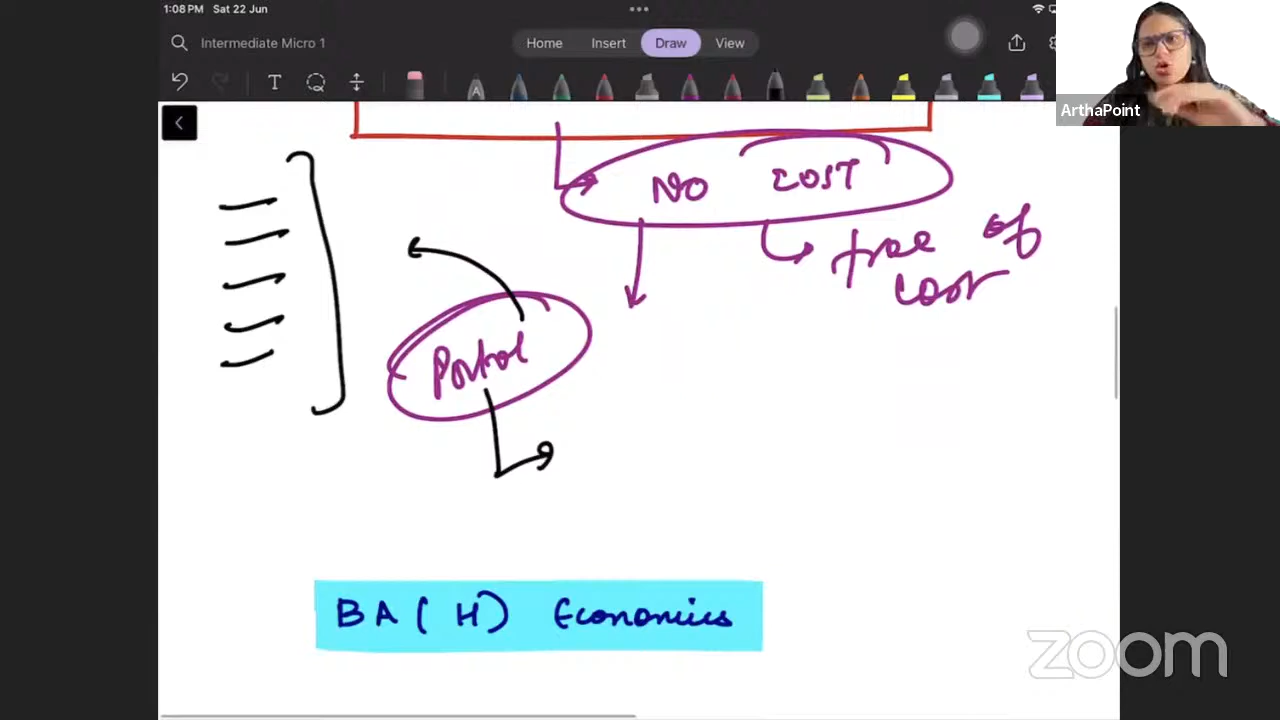 1:08 PM Sat 22 Jun
Intermediate Micro 1
Home Insert Draw View
T
A
ArthaPoint
NO COST
free of
cost
Portal
BA (H) Economics
zoom